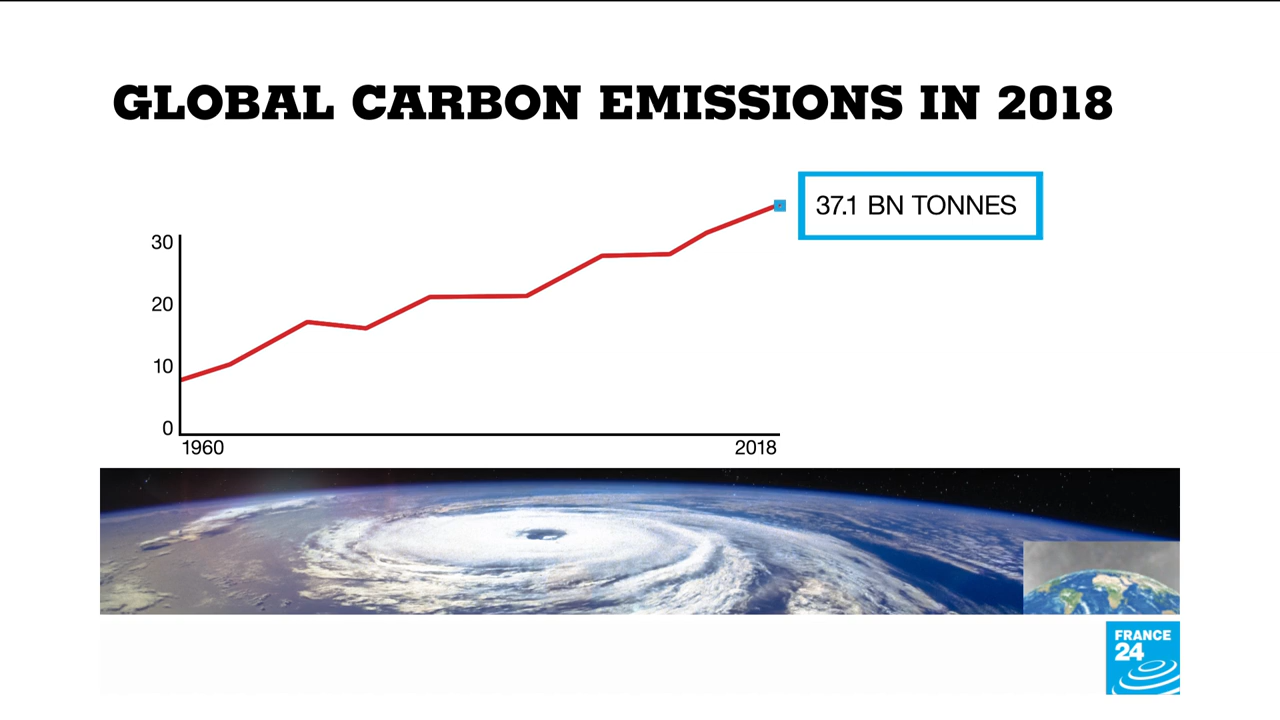 GLOBAL CARBON EMISSIONS IN 2018
37.1 BN TONNES
30
20
10
0
1960
2018
FRANCE
24